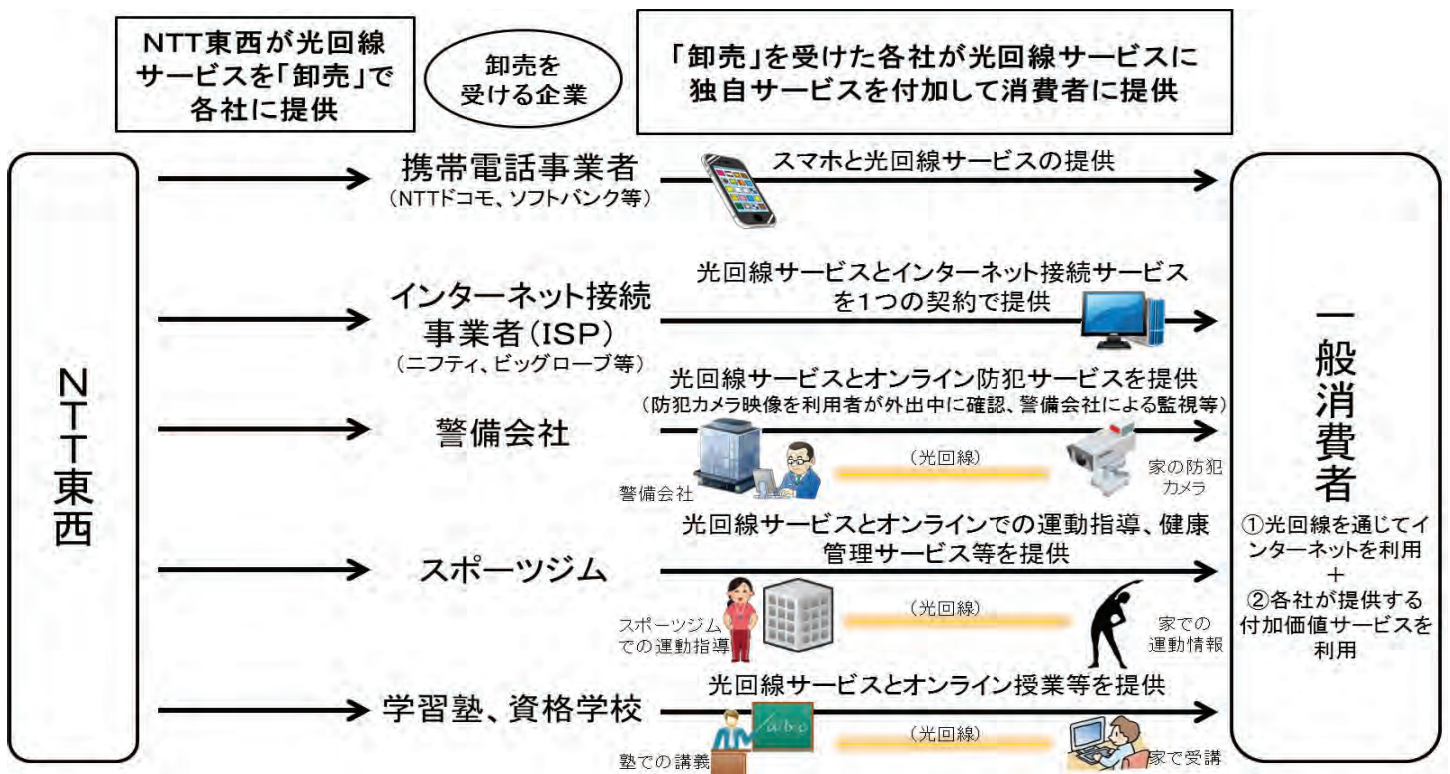 NTT東西が光回線
サービスを「卸売」で
各社に提供
卸売を
受ける企業
「卸売」を受けた各社が光回線サービスに
独自サービスを付加して消費者に提供
NTT東西
携帯電話事業者
（NTTドコモ、ソフトバンク等）
スマホと光回線サービスの提供
インターネット接続
事業者（ISP）
（ニフティ、ビッグローブ等）
光回線サービスとインターネット接続サービス
を1つの契約で提供
警備会社
光回線サービスとオンライン防犯サービスを提供
（防犯カメラ映像を利用者が外出中に確認、警備会社による監視等）
警備会社
（光回線）
家の防犯
カメラ
スポーツジム
光回線サービスとオンラインでの運動指導、健康
管理サービス等を提供
スポーツジム
での運動指導
（光回線）
家での
運動情報
学習塾、資格学校
光回線サービスとオンライン授業等を提供
塾での講義
abc
（光回線）
家で受講
一般消費者
①光回線を通じてイ
ンターネットを利用
＋
②各社が提供する
付加価値サービスを
利用